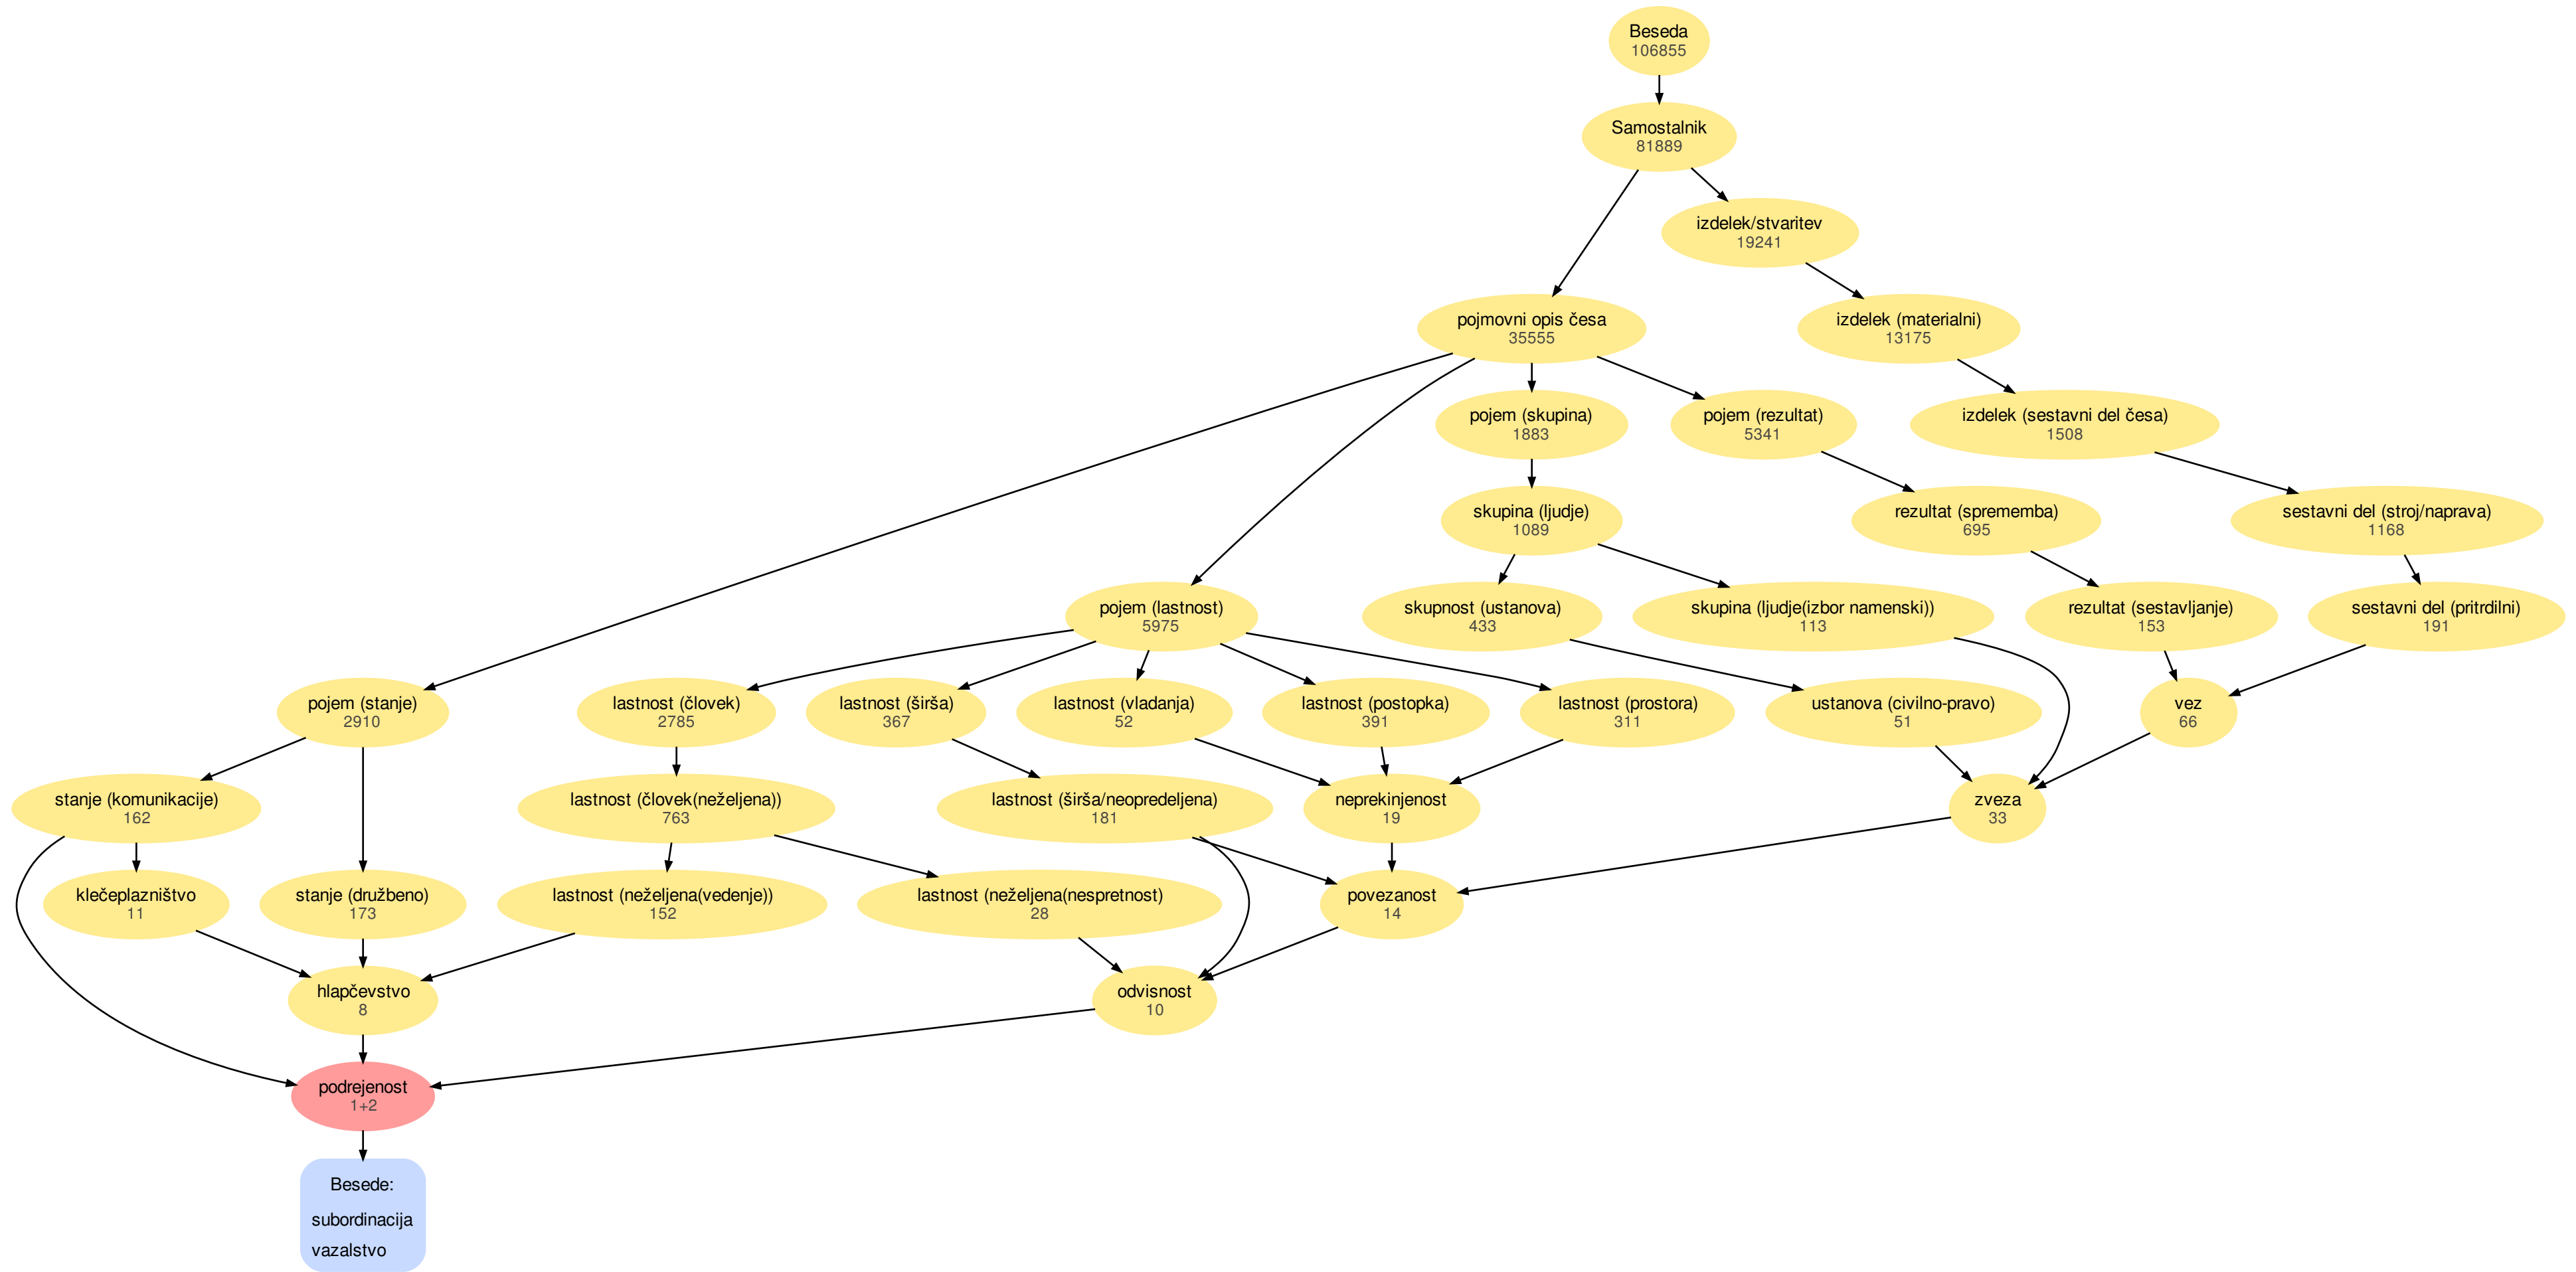 Beseda
106855
Samostalnik
81889
izdelek/stvaritev
19241
pojmovni opis česa
35555
izdelek (materialni)
13175
pojem (skupina)
1883
pojem (rezultat)
5341
izdelek (sestavni del česa)
1508
skupina (ljudje)
1089
rezultat (sprememba)
695
sestavni del (stroj/naprava)
1168
pojem (lastnost)
5975
skupnost (ustanova)
433
skupina (ljudje(izbor namenski))
113
rezultat (sestavljanje)
153
sestavni del (pritrdilni)
191
pojem (stanje)
2910
lastnost (človek)
2785
lastnost (širša)
367
lastnost (vladanja)
52
lastnost (postopka)
391
lastnost (prostora)
311
ustanova (civilno-pravo)
51
vez
66
stanje (komunikacije)
162
lastnost (človek(neželjena))
763
lastnost (širša/neopredeljena)
181
neprekinjenost
19
zveza
33
klečeplazništvo
11
stanje (družbeno)
173
lastnost (neželjena(vedenje))
152
lastnost (neželjena(nespretnost)
28
povezanost
14
hlapčevstvo
8
odvisnost
10
podrejenost
1+2
Besede:
subordinacija
vazalstvo